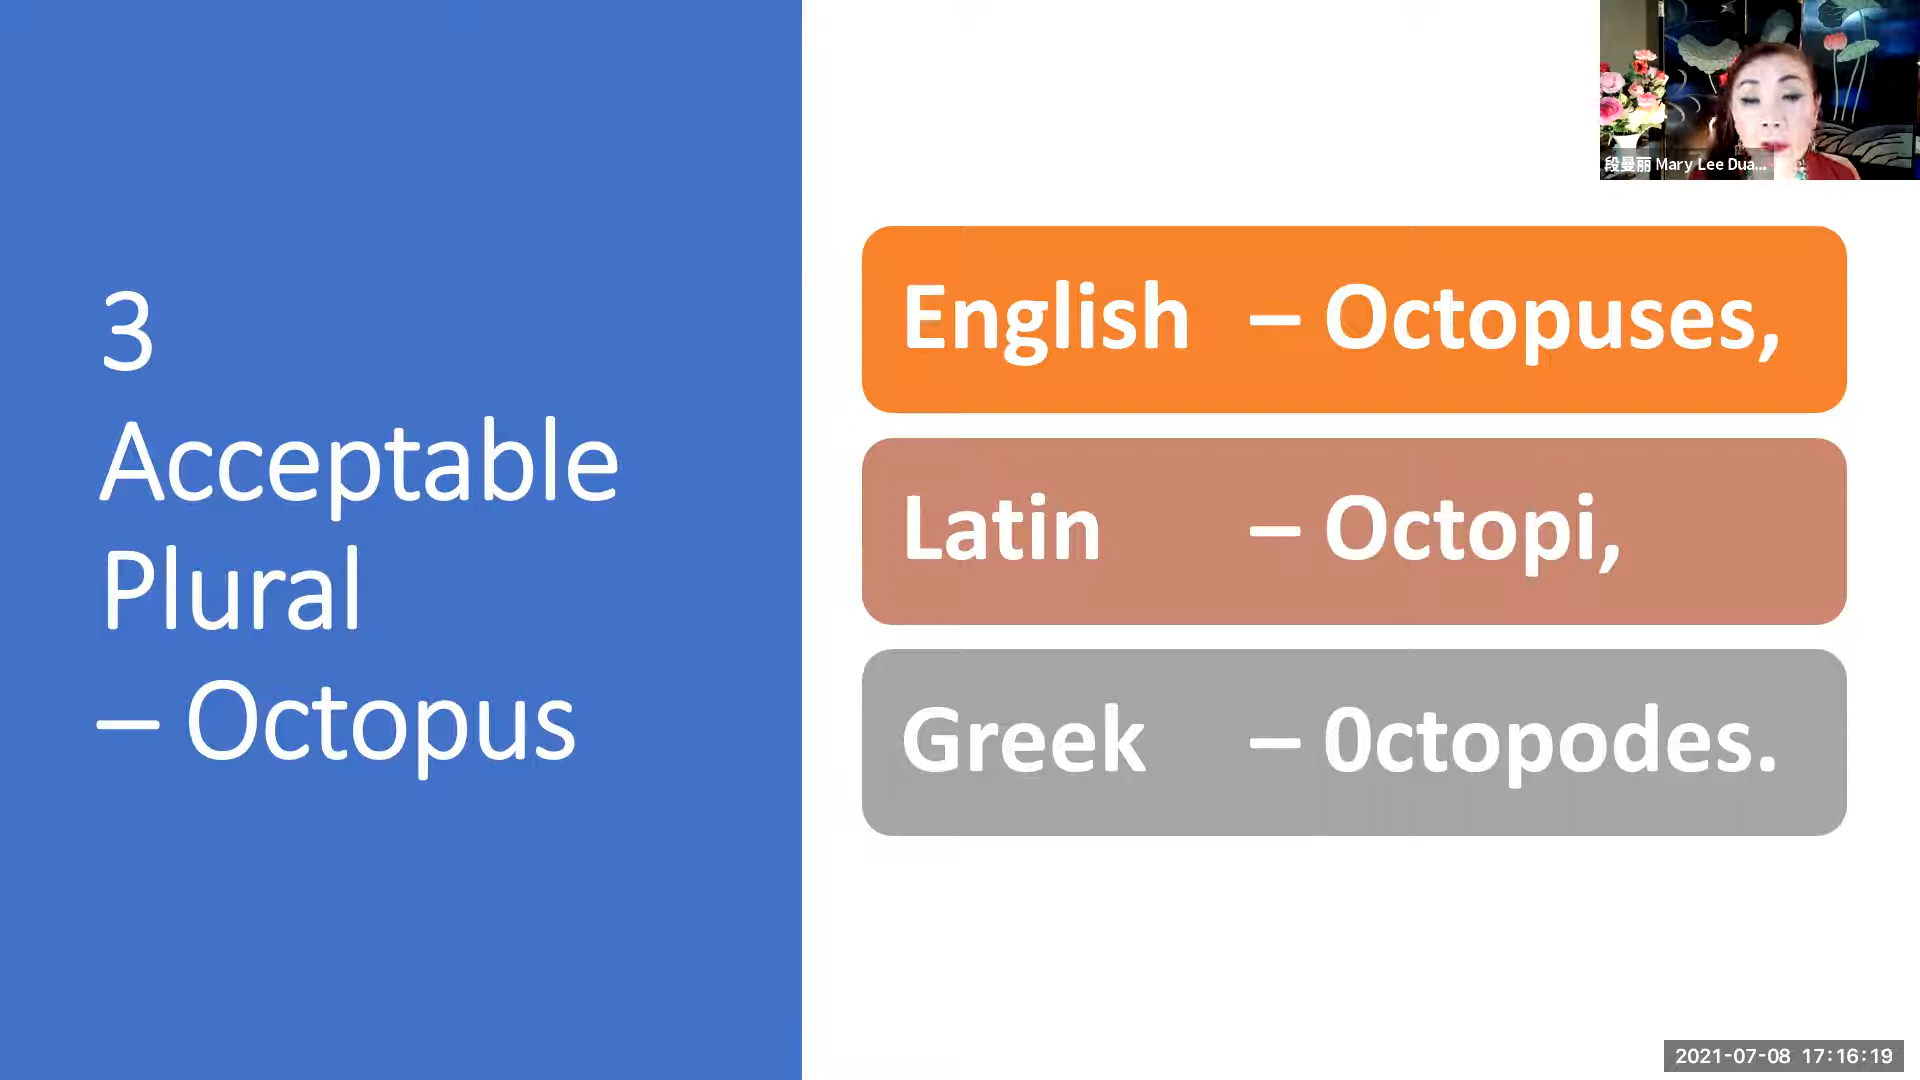 3
Acceptable
Plural
– Octopus
English – Octopuses,
Latin – Octopi,
Greek – 0ctopodes.
段曼丽 Mary Lee Dua...
2021-07-08 17:16:19